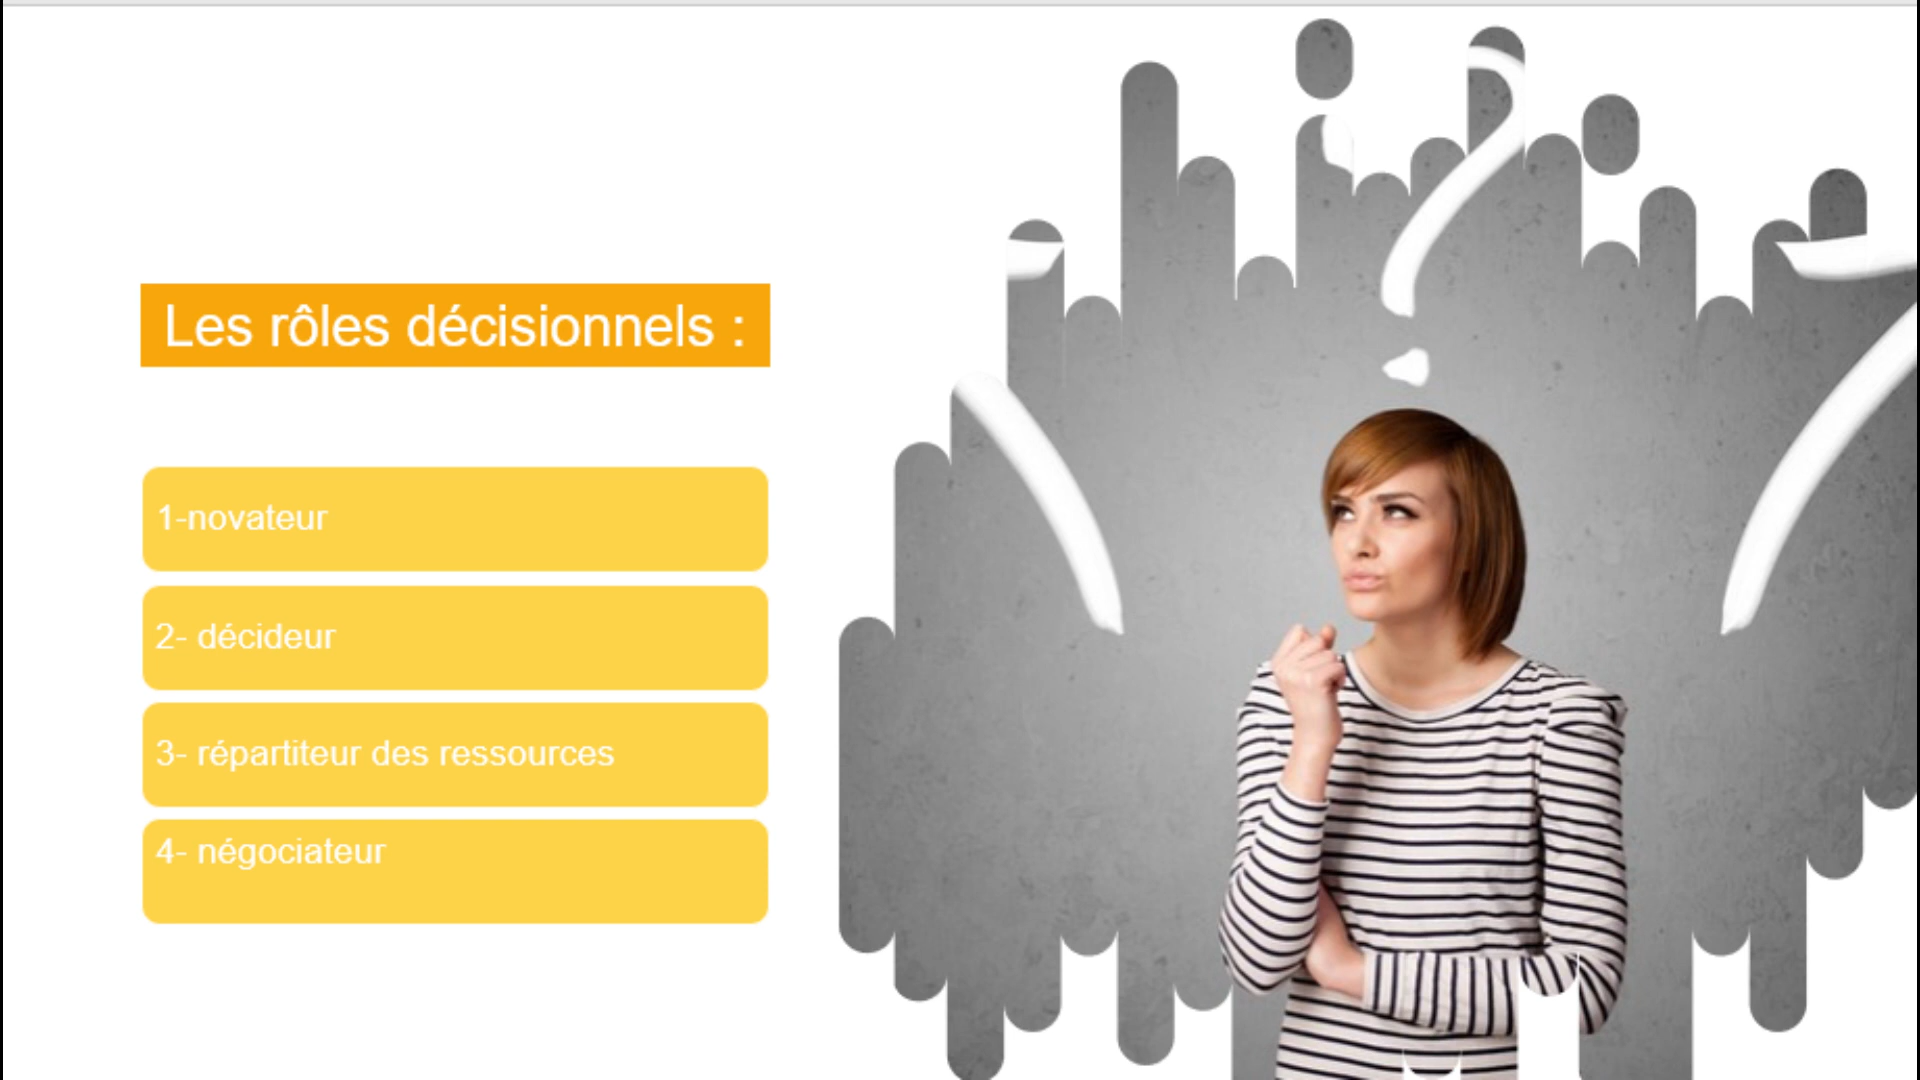 Les rôles décisionnels :
1-novateur
2- décideur
3- répartiteur des ressources
4- négociateur